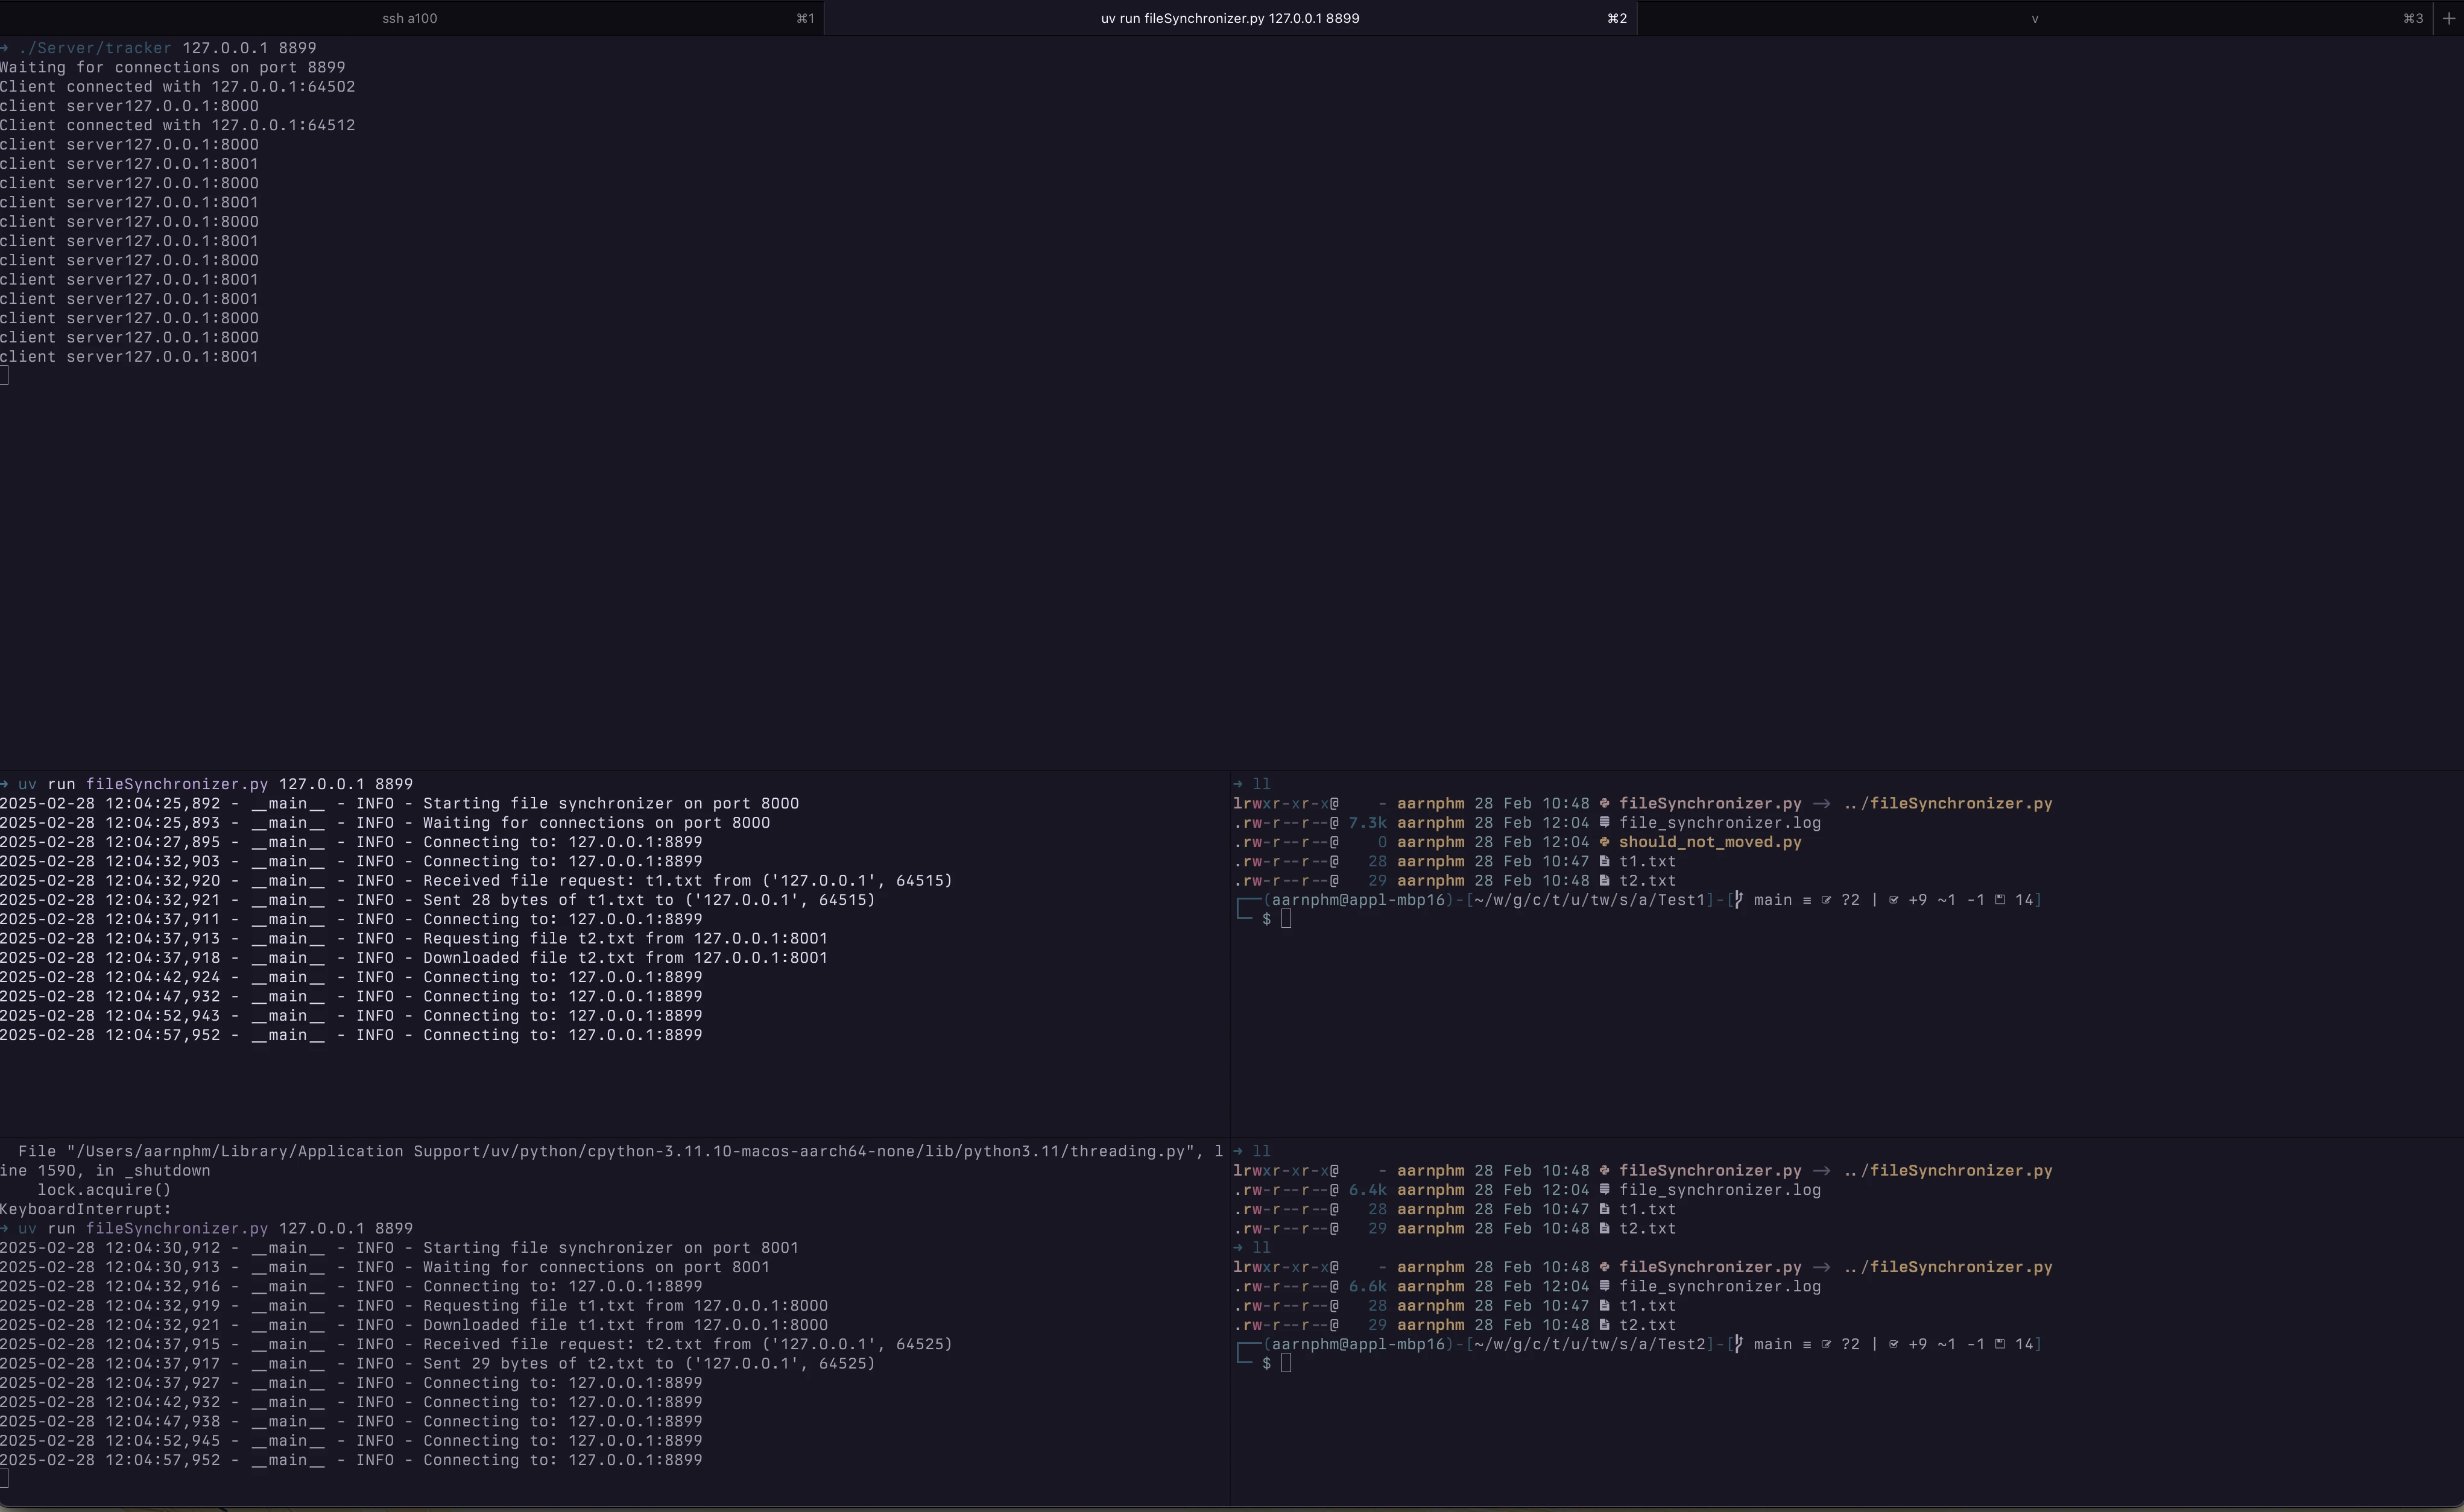 ssh a100 ⌘1 uv run fileSynchronizer.py 127.0.0.1 8899 ⌘2 v ⌘3 +
→ ./Server/tracker 127.0.0.1 8899
Waiting for connections on port 8899
Client connected with 127.0.0.1:64502
client server127.0.0.1:8000
Client connected with 127.0.0.1:64512
client server127.0.0.1:8000
client server127.0.0.1:8001
client server127.0.0.1:8000
client server127.0.0.1:8001
client server127.0.0.1:8000
client server127.0.0.1:8001
client server127.0.0.1:8000
client server127.0.0.1:8001
client server127.0.0.1:8001
client server127.0.0.1:8000
client server127.0.0.1:8000
client server127.0.0.1:8001
→ uv run fileSynchronizer.py 127.0.0.1 8899
2025-02-28 12:04:25,892 - __main__ - INFO - Starting file synchronizer on port 8000
2025-02-28 12:04:25,893 - __main__ - INFO - Waiting for connections on port 8000
2025-02-28 12:04:27,895 - __main__ - INFO - Connecting to: 127.0.0.1:8899
2025-02-28 12:04:32,903 - __main__ - INFO - Connecting to: 127.0.0.1:8899
2025-02-28 12:04:32,920 - __main__ - INFO - Received file request: t1.txt from ('127.0.0.1', 64515)
2025-02-28 12:04:32,921 - __main__ - INFO - Sent 28 bytes of t1.txt to ('127.0.0.1', 64515)
2025-02-28 12:04:37,911 - __main__ - INFO - Connecting to: 127.0.0.1:8899
2025-02-28 12:04:37,913 - __main__ - INFO - Requesting file t2.txt from 127.0.0.1:8001
2025-02-28 12:04:37,918 - __main__ - INFO - Downloaded file t2.txt from 127.0.0.1:8001
2025-02-28 12:04:42,924 - __main__ - INFO - Connecting to: 127.0.0.1:8899
2025-02-28 12:04:47,932 - __main__ - INFO - Connecting to: 127.0.0.1:8899
2025-02-28 12:04:52,943 - __main__ - INFO - Connecting to: 127.0.0.1:8899
2025-02-28 12:04:57,952 - __main__ - INFO - Connecting to: 127.0.0.1:8899
→ ll
lrwxr-xr-x@ - aarnphm 28 Feb 10:48 fileSynchronizer.py -> ../fileSynchronizer.py
.rw-r--r--@ 7.3k aarnphm 28 Feb 12:04 file_synchronizer.log
.rw-r--r--@ 0 aarnphm 28 Feb 12:04 should_not_moved.py
.rw-r--r--@ 28 aarnphm 28 Feb 10:47 t1.txt
.rw-r--r--@ 29 aarnphm 28 Feb 10:48 t2.txt
┌──(aarnphm@appl-mbp16)-[~/w/g/c/t/u/tw/s/a/Test1]-[ main ≡ ?2 | +9 ~1 -1 14]
└─ $
File "/Users/aarnphm/Library/Application Support/uv/python/cpython-3.11.10-macos-aarch64-none/lib/python3.11/threading.py", l
ine 1590, in _shutdown
lock.acquire()
KeyboardInterrupt:
→ uv run fileSynchronizer.py 127.0.0.1 8899
2025-02-28 12:04:30,912 - __main__ - INFO - Starting file synchronizer on port 8001
2025-02-28 12:04:30,913 - __main__ - INFO - Waiting for connections on port 8001
2025-02-28 12:04:32,916 - __main__ - INFO - Connecting to: 127.0.0.1:8899
2025-02-28 12:04:32,919 - __main__ - INFO - Requesting file t1.txt from 127.0.0.1:8000
2025-02-28 12:04:32,921 - __main__ - INFO - Downloaded file t1.txt from 127.0.0.1:8000
2025-02-28 12:04:37,915 - __main__ - INFO - Received file request: t2.txt from ('127.0.0.1', 64525)
2025-02-28 12:04:37,917 - __main__ - INFO - Sent 29 bytes of t2.txt to ('127.0.0.1', 64525)
2025-02-28 12:04:37,927 - __main__ - INFO - Connecting to: 127.0.0.1:8899
2025-02-28 12:04:42,932 - __main__ - INFO - Connecting to: 127.0.0.1:8899
2025-02-28 12:04:47,938 - __main__ - INFO - Connecting to: 127.0.0.1:8899
2025-02-28 12:04:52,945 - __main__ - INFO - Connecting to: 127.0.0.1:8899
2025-02-28 12:04:57,952 - __main__ - INFO - Connecting to: 127.0.0.1:8899
→ ll
lrwxr-xr-x@ - aarnphm 28 Feb 10:48 fileSynchronizer.py -> ../fileSynchronizer.py
.rw-r--r--@ 6.4k aarnphm 28 Feb 12:04 file_synchronizer.log
.rw-r--r--@ 28 aarnphm 28 Feb 10:47 t1.txt
.rw-r--r--@ 29 aarnphm 28 Feb 10:48 t2.txt
→ ll
lrwxr-xr-x@ - aarnphm 28 Feb 10:48 fileSynchronizer.py -> ../fileSynchronizer.py
.rw-r--r--@ 6.6k aarnphm 28 Feb 12:04 file_synchronizer.log
.rw-r--r--@ 28 aarnphm 28 Feb 10:47 t1.txt
.rw-r--r--@ 29 aarnphm 28 Feb 10:48 t2.txt
┌──(aarnphm@appl-mbp16)-[~/w/g/c/t/u/tw/s/a/Test2]-[ main ≡ ?2 | +9 ~1 -1 14]
└─ $